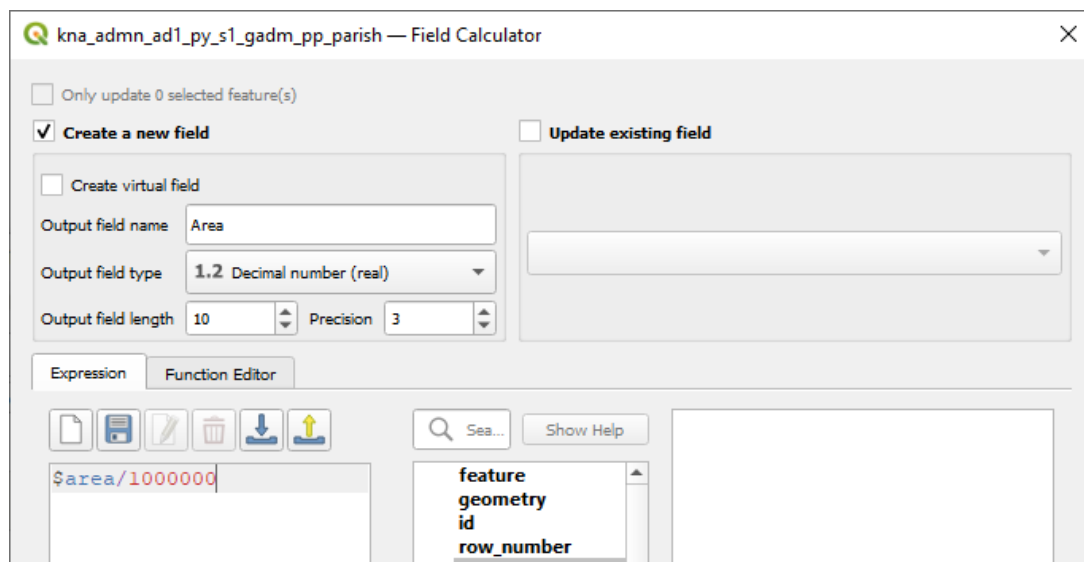 kna_admn_ad1_py_s1_gadm_pp_parish — Field Calculator
Only update 0 selected feature(s)
Create a new field
Update existing field
Create virtual field
Output field name Area
Output field type 1.2 Decimal number (real)
Output field length 10 Precision 3
Expression Function Editor
Sea... Show Help
$area/1000000
feature
geometry
id
row_number